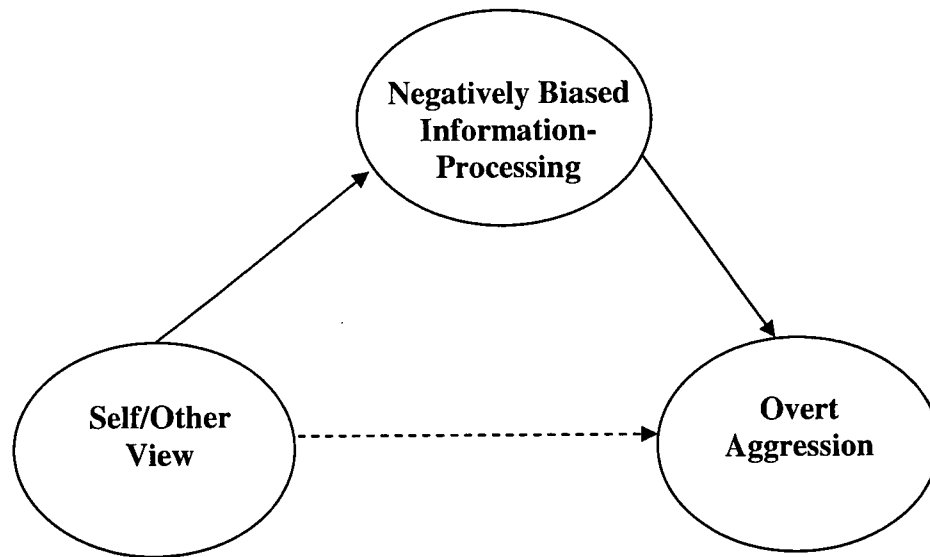 Negatively Biased
Information-
Processing
Self/Other
View
Overt
Aggression